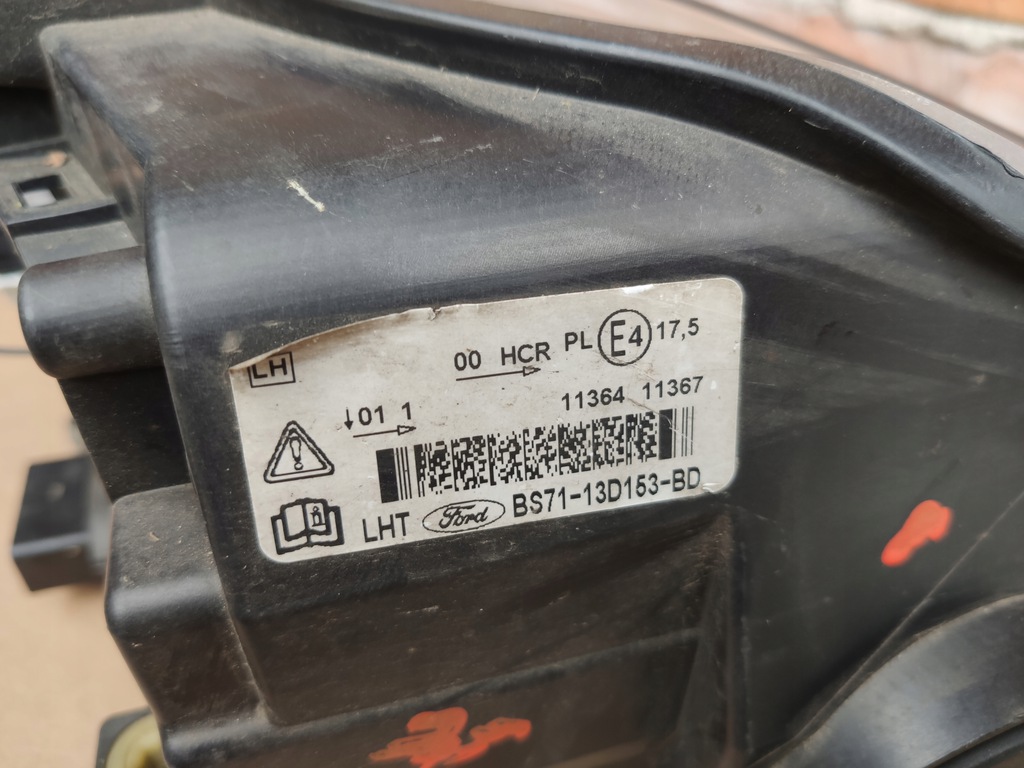 LH
00 HCR PL E4 17,5
↓01 1
11364 11367
LHT Ford BS71-13D153-BD